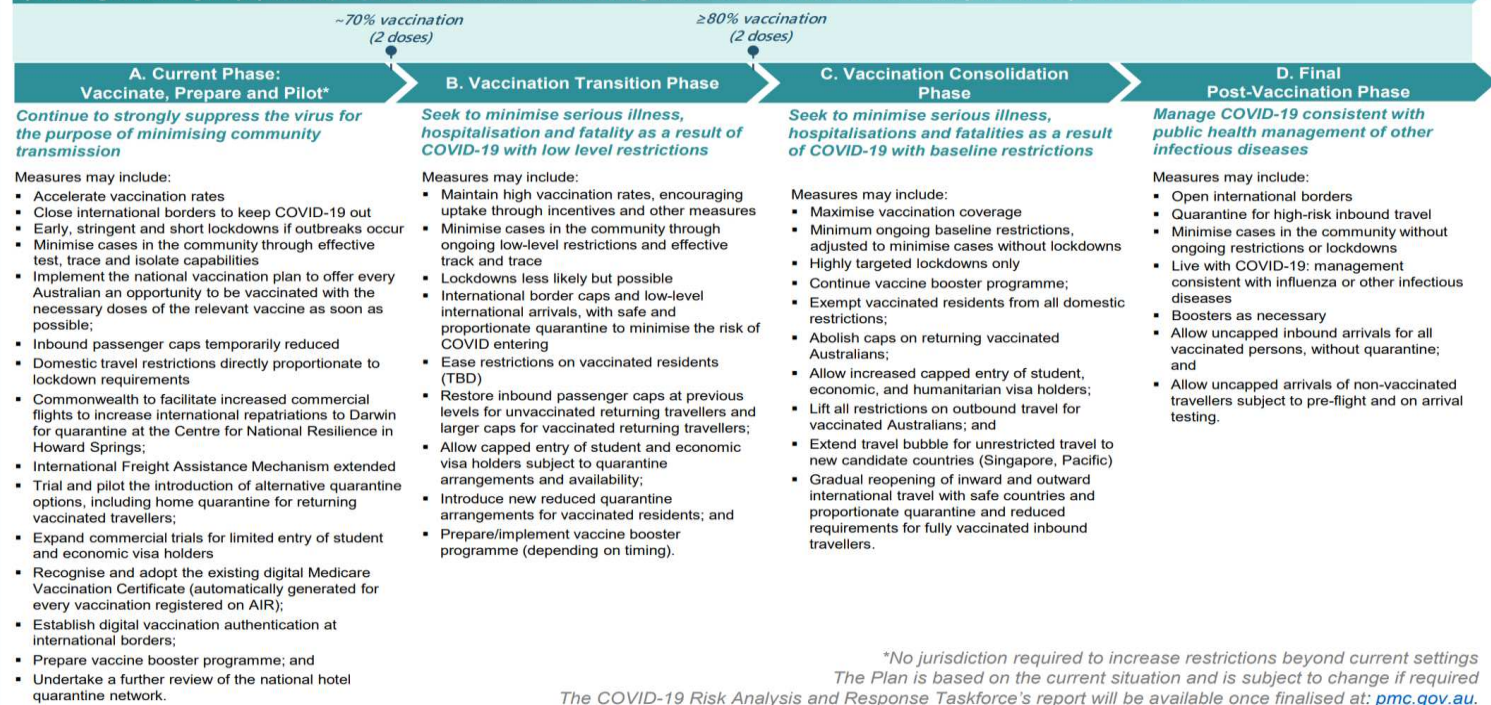 ~70% vaccination
(2 doses)
≥80% vaccination
(2 doses)
A. Current Phase:
Vaccinate, Prepare and Pilot*
Continue to strongly suppress the virus for
the purpose of minimising community
transmission
Measures may include:
▪ Accelerate vaccination rates
▪ Close international borders to keep COVID-19 out
▪ Early, stringent and short lockdowns if outbreaks occur
▪ Minimise cases in the community through effective
test, trace and isolate capabilities
▪ Implement the national vaccination plan to offer every
Australian an opportunity to be vaccinated with the
necessary doses of the relevant vaccine as soon as
possible;
▪ Inbound passenger caps temporarily reduced
▪ Domestic travel restrictions directly proportionate to
lockdown requirements
▪ Commonwealth to facilitate increased commercial
flights to increase international repatriations to Darwin
for quarantine at the Centre for National Resilience in
Howard Springs;
▪ International Freight Assistance Mechanism extended
▪ Trial and pilot the introduction of alternative quarantine
options, including home quarantine for returning
vaccinated travellers;
▪ Expand commercial trials for limited entry of student
and economic visa holders
▪ Recognise and adopt the existing digital Medicare
Vaccination Certificate (automatically generated for
every vaccination registered on AIR);
▪ Establish digital vaccination authentication at
international borders;
▪ Prepare vaccine booster programme; and
▪ Undertake a further review of the national hotel
quarantine network.
B. Vaccination Transition Phase
Seek to minimise serious illness,
hospitalisation and fatality as a result of
COVID-19 with low level restrictions
Measures may include:
▪ Maintain high vaccination rates, encouraging
uptake through incentives and other measures
▪ Minimise cases in the community through
ongoing low-level restrictions and effective
track and trace
▪ Lockdowns less likely but possible
▪ International border caps and low-level
international arrivals, with safe and
proportionate quarantine to minimise the risk of
COVID entering
▪ Ease restrictions on vaccinated residents
(TBD)
▪ Restore inbound passenger caps at previous
levels for unvaccinated returning travellers and
larger caps for vaccinated returning travellers;
▪ Allow capped entry of student and economic
visa holders subject to quarantine
arrangements and availability;
▪ Introduce new reduced quarantine
arrangements for vaccinated residents; and
▪ Prepare/implement vaccine booster
programme (depending on timing).
C. Vaccination Consolidation
Phase
Seek to minimise serious illness,
hospitalisations and fatalities as a result
of COVID-19 with baseline restrictions
Measures may include:
▪ Maximise vaccination coverage
▪ Minimum ongoing baseline restrictions,
adjusted to minimise cases without lockdowns
▪ Highly targeted lockdowns only
▪ Continue vaccine booster programme;
▪ Exempt vaccinated residents from all domestic
restrictions;
▪ Abolish caps on returning vaccinated
Australians;
▪ Allow increased capped entry of student,
economic, and humanitarian visa holders;
▪ Lift all restrictions on outbound travel for
vaccinated Australians; and
▪ Extend travel bubble for unrestricted travel to
new candidate countries (Singapore, Pacific)
▪ Gradual reopening of inward and outward
international travel with safe countries and
proportionate quarantine and reduced
requirements for fully vaccinated inbound
travellers.
D. Final
Post-Vaccination Phase
Manage COVID-19 consistent with
public health management of other
infectious diseases
Measures may include:
▪ Open international borders
▪ Quarantine for high-risk inbound travel
▪ Minimise cases in the community without
ongoing restrictions or lockdowns
▪ Live with COVID-19: management
consistent with influenza or other infectious
diseases
▪ Boosters as necessary
▪ Allow uncapped inbound arrivals for all
vaccinated persons, without quarantine;
and
▪ Allow uncapped arrivals of non-vaccinated
travellers subject to pre-flight and on arrival
testing.
*No jurisdiction required to increase restrictions beyond current settings
The Plan is based on the current situation and is subject to change if required
The COVID-19 Risk Analysis and Response Taskforce's report will be available once finalised at: pmc.gov.au.